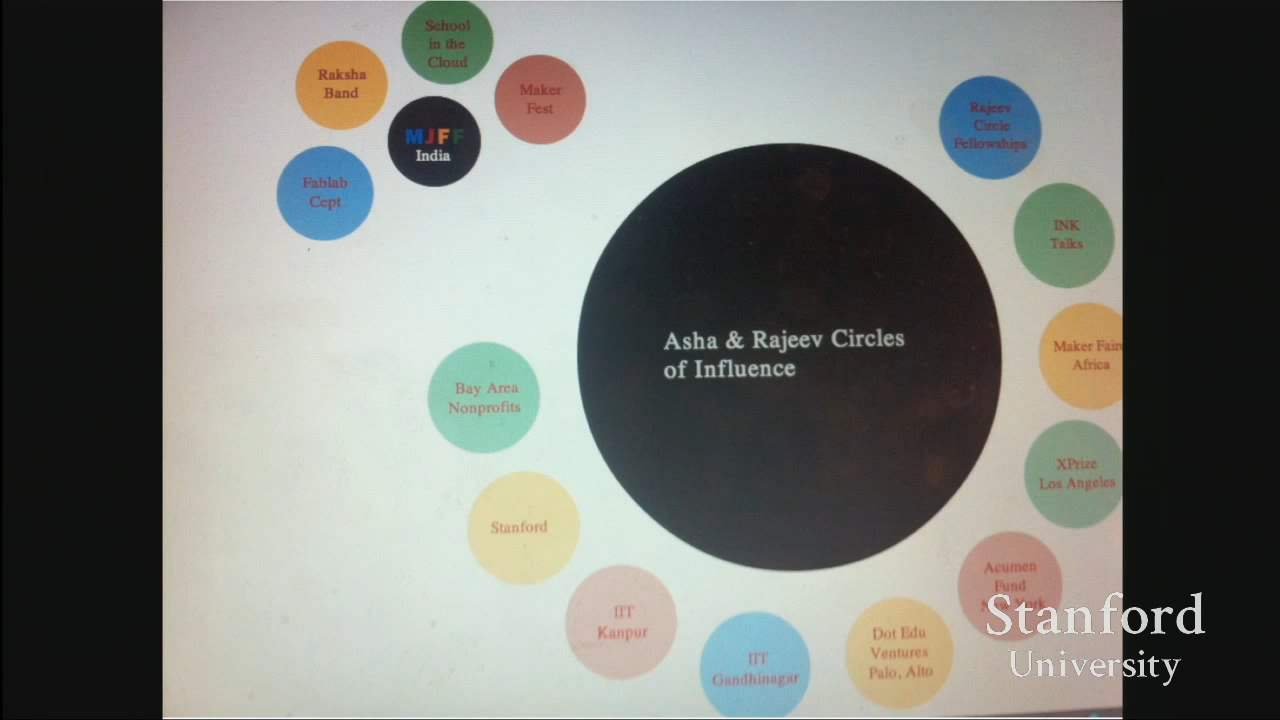 School
in the
Cloud
Raksha
Band
Maker
Fest
MJFF
India
Fablab
Cept
Rajeev
Circle
Fellowships
INK
Talks
Asha & Rajeev Circles
of Influence
Maker Fair
Africa
Bay Area
Nonprofits
XPrize
Los Angeles
Stanford
Acumen
Fund
New York
IIT
Kanpur
Dot Edu
Ventures
Palo, Alto
IIT
Gandhinagar
Stanford
University